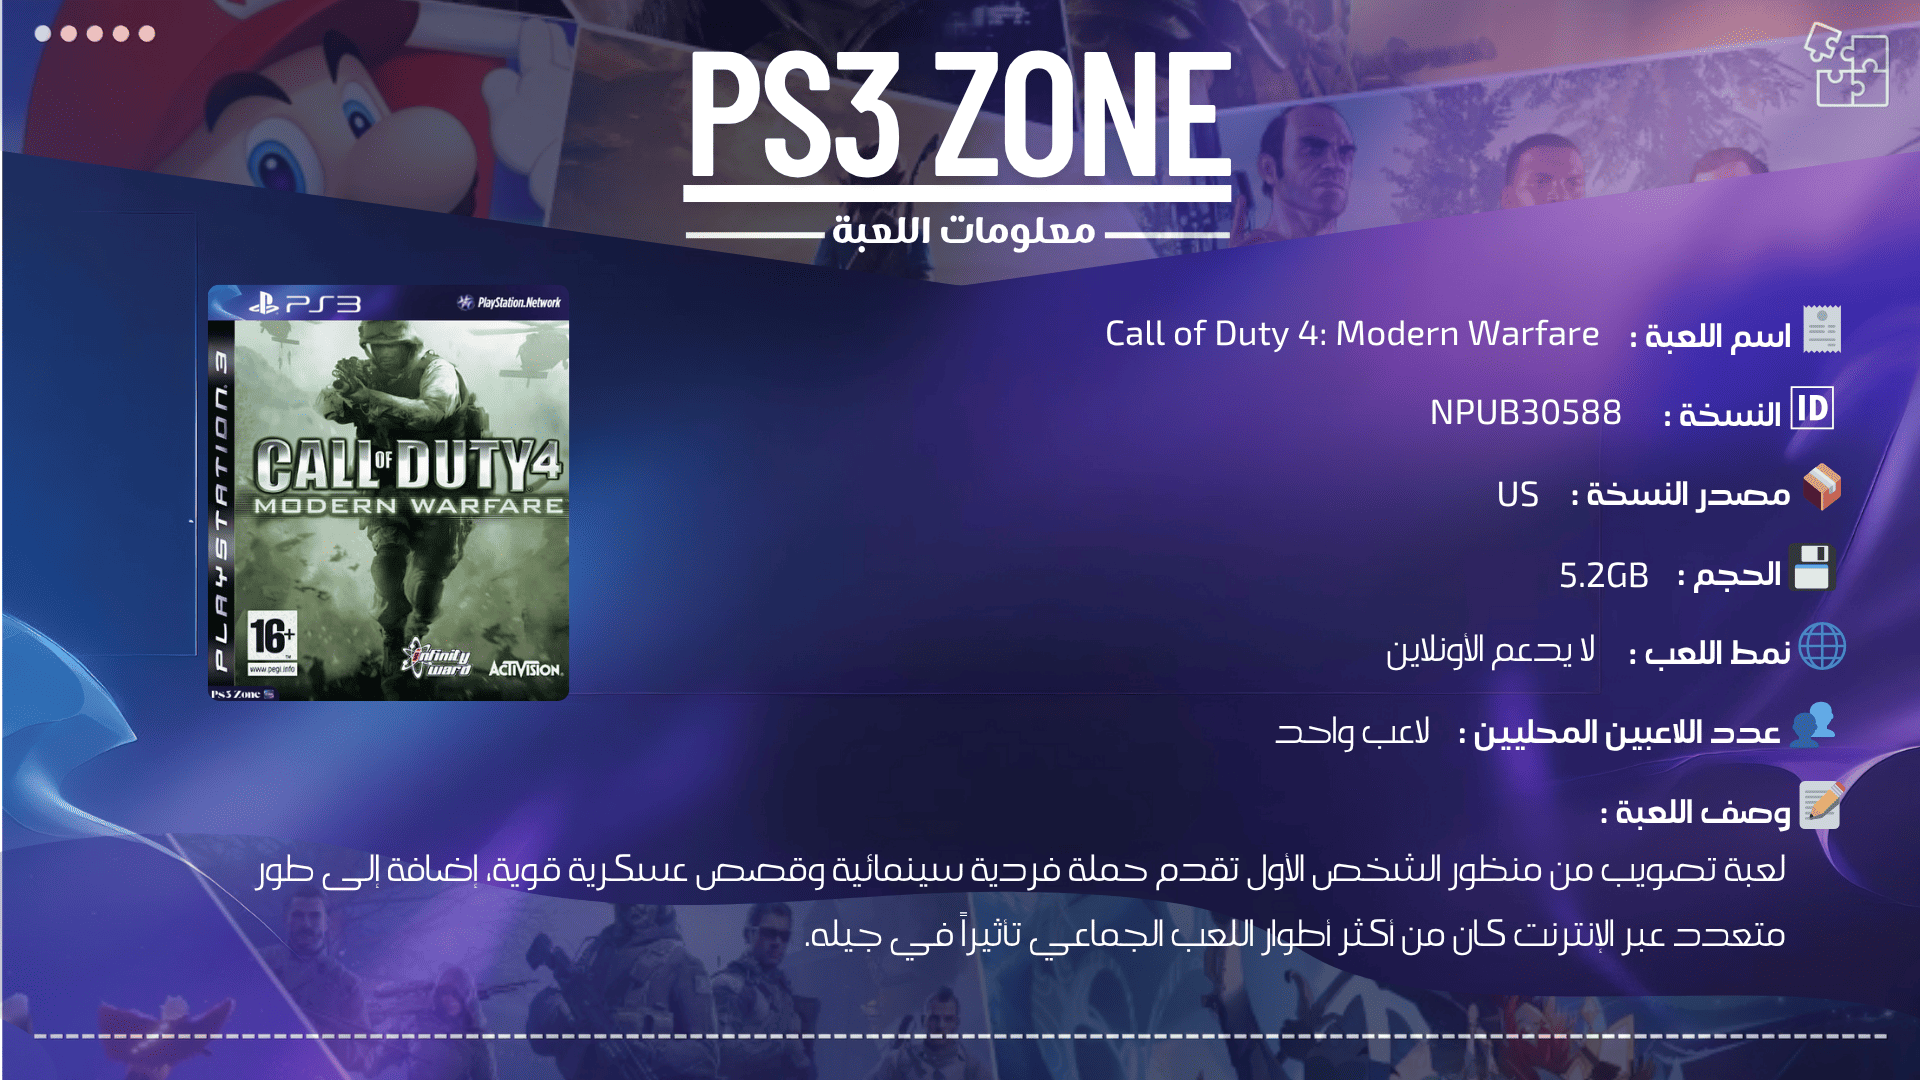 PS3 ZONE
معلومات اللعبة
PS3
PlayStation.Network
PLAYSTATION 3
CALL OF DUTY 4
MODERN WARFARE
16+
www.pegi.info
Infinity ward
ACTIVISION
Ps3 Zone
اسم اللعبة : Call of Duty 4: Modern Warfare
ID النسخة : NPUB30588
مصدر النسخة : US
الحجم : 5.2GB
نمط اللعب : لا يدعم الأونلاين
عدد اللاعبين المحليين : لاعب واحد
وصف اللعبة :
لعبة تصويب من منظور الشخص الأول تقدم حملة فردية سينمائية وقصص عسكرية قوية، إضافة إلى طور
متعدد عبر الإنترنت كان من أكثر أطوار اللعب الجماعي تأثيراً في جيله.